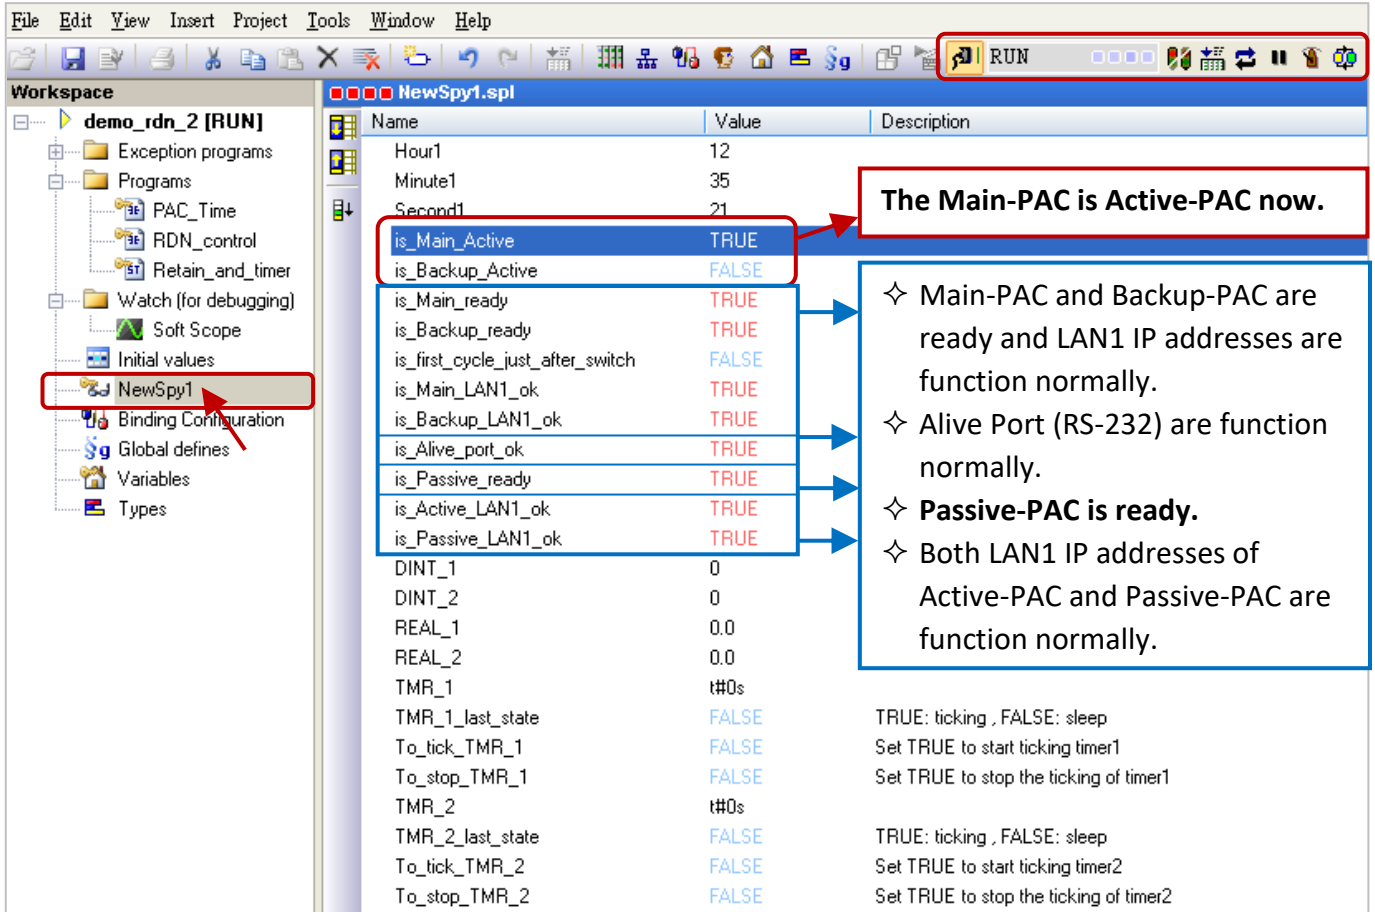 File Edit View Insert Project Tools Window Help
RUN
Workspace
demo_rdn_2 [RUN]
Exception programs
Programs
PAC_Time
RDN_control
Retain_and_timer
Watch (for debugging)
Soft Scope
Initial values
NewSpy1
Binding Configuration
Global defines
Variables
Types
NewSpy1.spl
Name Value Description
Hour1 12
Minute1 35
Second1 21
is_Main_Active TRUE
is_Backup_Active FALSE
is_Main_ready TRUE
is_Backup_ready TRUE
is_first_cycle_just_after_switch FALSE
is_Main_LAN1_ok TRUE
is_Backup_LAN1_ok TRUE
is_Alive_port_ok TRUE
is_Passive_ready TRUE
is_Active_LAN1_ok TRUE
is_Passive_LAN1_ok TRUE
DINT_1 0
DINT_2 0
REAL_1 0.0
REAL_2 0.0
TMR_1 t#0s
TMR_1_last_state FALSE TRUE: ticking , FALSE: sleep
To_tick_TMR_1 FALSE Set TRUE to start ticking timer1
To_stop_TMR_1 FALSE Set TRUE to stop the ticking of timer1
TMR_2 t#0s
TMR_2_last_state FALSE TRUE: ticking , FALSE: sleep
To_tick_TMR_2 FALSE Set TRUE to start ticking timer2
To_stop_TMR_2 FALSE Set TRUE to stop the ticking of timer2
The Main-PAC is Active-PAC now.
✧ Main-PAC and Backup-PAC are
ready and LAN1 IP addresses are
function normally.
✧ Alive Port (RS-232) are function
normally.
✧ Passive-PAC is ready.
✧ Both LAN1 IP addresses of
Active-PAC and Passive-PAC are
function normally.